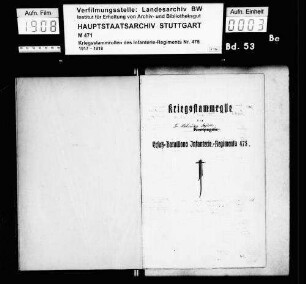 Aufn. Film
1908
Verfilmungsstelle: Landesarchiv BW
Institut für Erhaltung von Archiv- und Bibliotheksgut
HAUPTSTAATSARCHIV STUTTGART
M 471
Kriegsstammrollen des Infanterie-Regiments Nr. 478
1917 - 1918
Aufn. Einheit
0003
Bd. 53
Kriegsstammrolle
Ersatz-Bataillons Infanterie-Regiments 478.